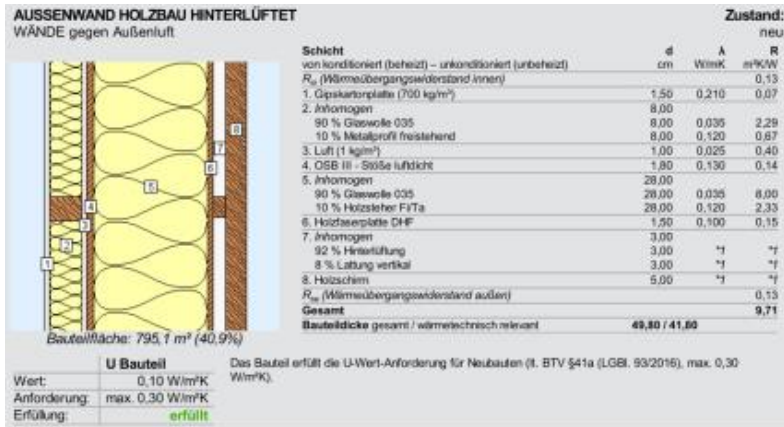 AUSSENWAND HOLZBAU HINTERLÜFTET Zustand:
WÄNDE gegen Außenluft neu
Schicht d λ R
von konditioniert (beheizt) – unkonditioniert (unbeheizt) cm W/mK m²K/W
Rsi (Wärmeübergangswiderstand innen) 0,13
1. Gipskartonplatte (700 kg/m³) 1,50 0,210 0,07
2. Inhomogen 8,00
90 % Glaswolle 035 8,00 0,035 2,29
10 % Metallprofil freistehend 8,00 0,120 0,67
3. Luft (1 kg/m³) 1,00 0,025 0,40
4. OSB III - Stöße luftdicht 1,80 0,130 0,14
5. Inhomogen 28,00
90 % Glaswolle 035 28,00 0,035 8,00
10 % Holzsteher Fi/Ta 28,00 0,120 2,33
6. Holzfaserplatte DHF 1,50 0,100 0,15
7. Inhomogen 3,00
92 % Hinterlüftung 3,00 *1 *1
8 % Lattung vertikal 3,00 *1 *1
8. Holzschirm 5,00 *1 *1
Rse (Wärmeübergangswiderstand außen) 0,13
Gesamt 9,71
Bauteildicke gesamt / wärmetechnisch relevant 49,80 / 41,80
1
2
3
4
5
6
7
8
Bauteilfläche: 795,1 m² (40,9%)
U Bauteil
Wert: 0,10 W/m²K
Anforderung: max. 0,30 W/m²K
Erfüllung: erfüllt
Das Bauteil erfüllt die U-Wert-Anforderung für Neubauten (lt. BTV §41a (LGBl. 93/2016), max. 0,30
W/m²K).